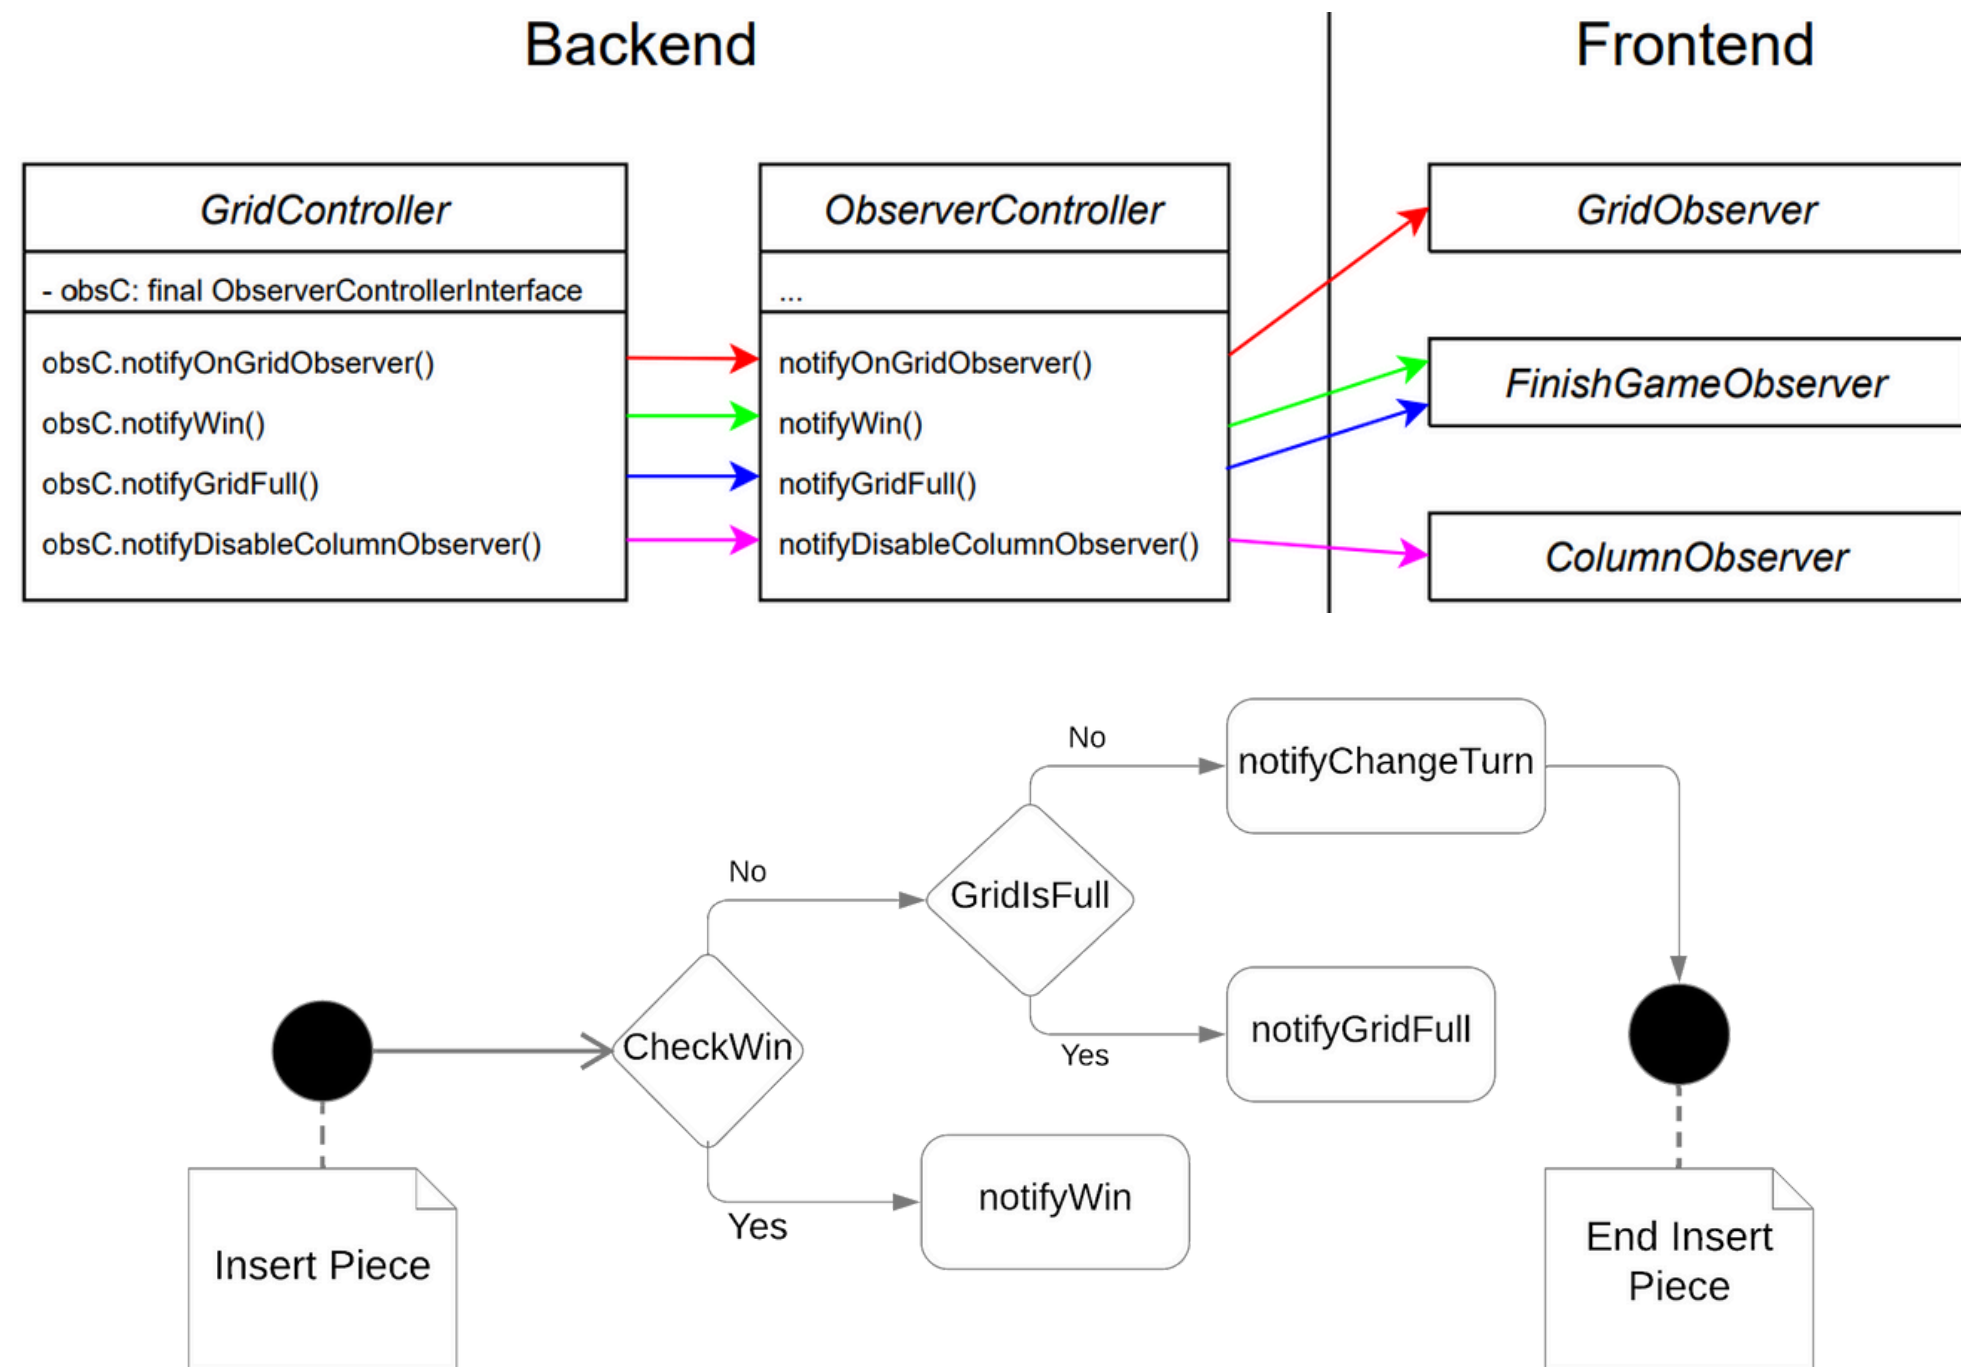 Backend
Frontend
GridController
- obsC: final ObserverControllerInterface
obsC.notifyOnGridObserver()
obsC.notifyWin()
obsC.notifyGridFull()
obsC.notifyDisableColumnObserver()
ObserverController
...
notifyOnGridObserver()
notifyWin()
notifyGridFull()
notifyDisableColumnObserver()
GridObserver
FinishGameObserver
ColumnObserver
No
notifyChangeTurn
No
GridIsFull
CheckWin
notifyGridFull
Yes
notifyWin
Yes
Insert Piece
End Insert
Piece